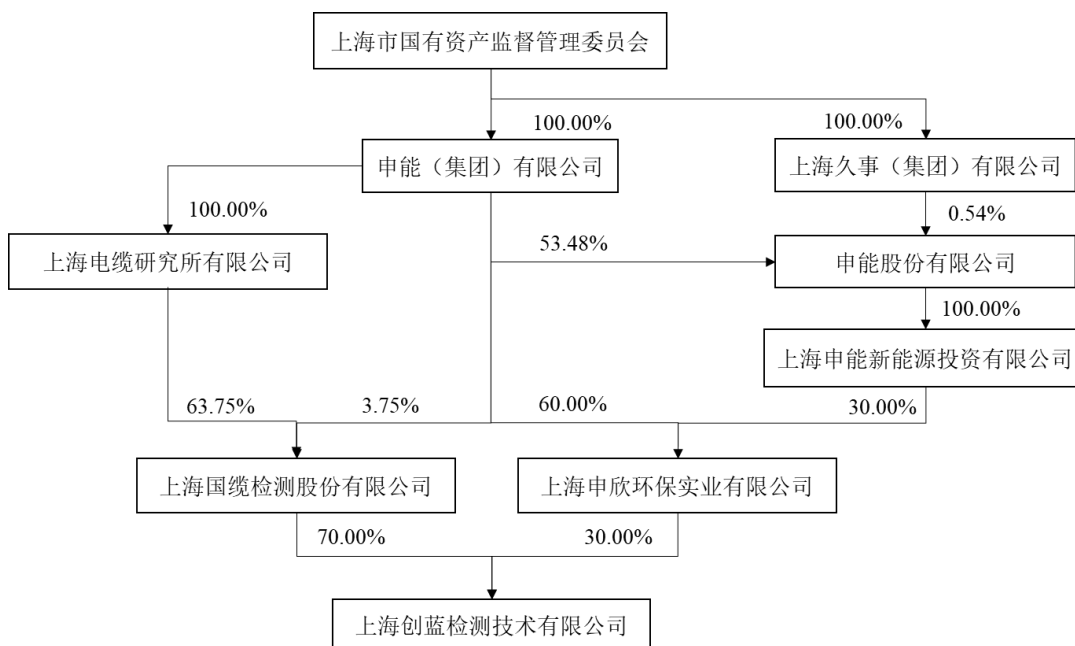 上海市国有资产监督管理委员会
100.00%
100.00%
申能（集团）有限公司
上海久事（集团）有限公司
100.00%
0.54%
上海电缆研究所有限公司
53.48%
申能股份有限公司
100.00%
上海申能新能源投资有限公司
63.75%
3.75%
60.00%
30.00%
上海国缆检测股份有限公司
上海申欣环保实业有限公司
70.00%
30.00%
上海创蓝检测技术有限公司